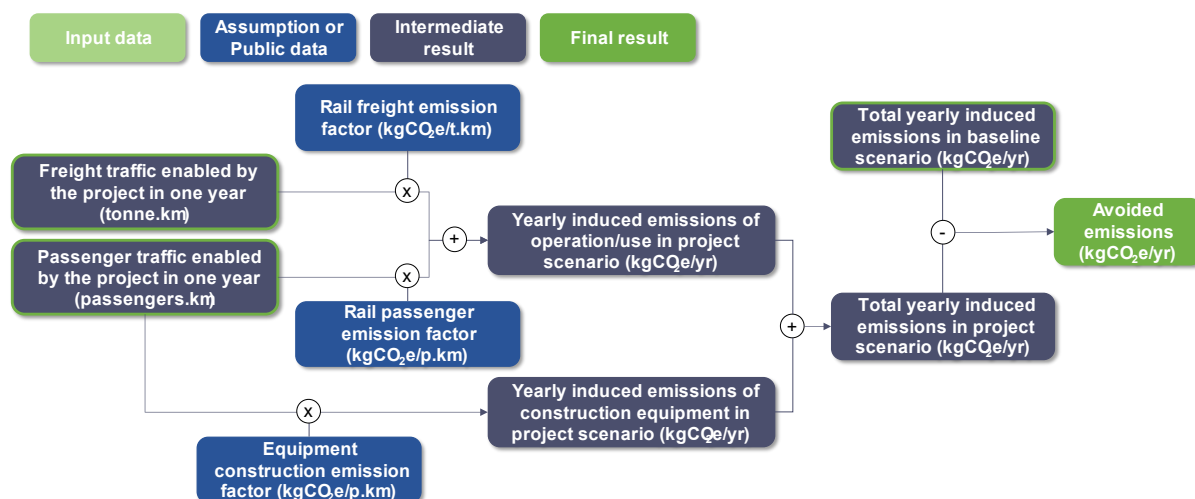 Input data
Assumption or
Public data
Intermediate
result
Final result
Rail freight emission
factor (kgCO2e/t.km)
Total yearly induced
emissions in baseline
scenario (kgCO2e/yr)
Freight traffic enabled by
the project in one year
(tonne.km)
x
Yearly induced emissions of
operation/use in project
scenario (kgCO2e/yr)
Avoided
emissions
(kgCO2e/yr)
+
-
Passenger traffic enabled
by the project in one year
(passengers.km)
x
Rail passenger
emission factor
(kgCO2e/p.km)
+
Total yearly induced
emissions in project
scenario (kgCO2e/yr)
Yearly induced emissions of
construction equipment in
project scenario (kgCO2e/yr)
x
Equipment
construction emission
factor (kgCO2e/p.km)